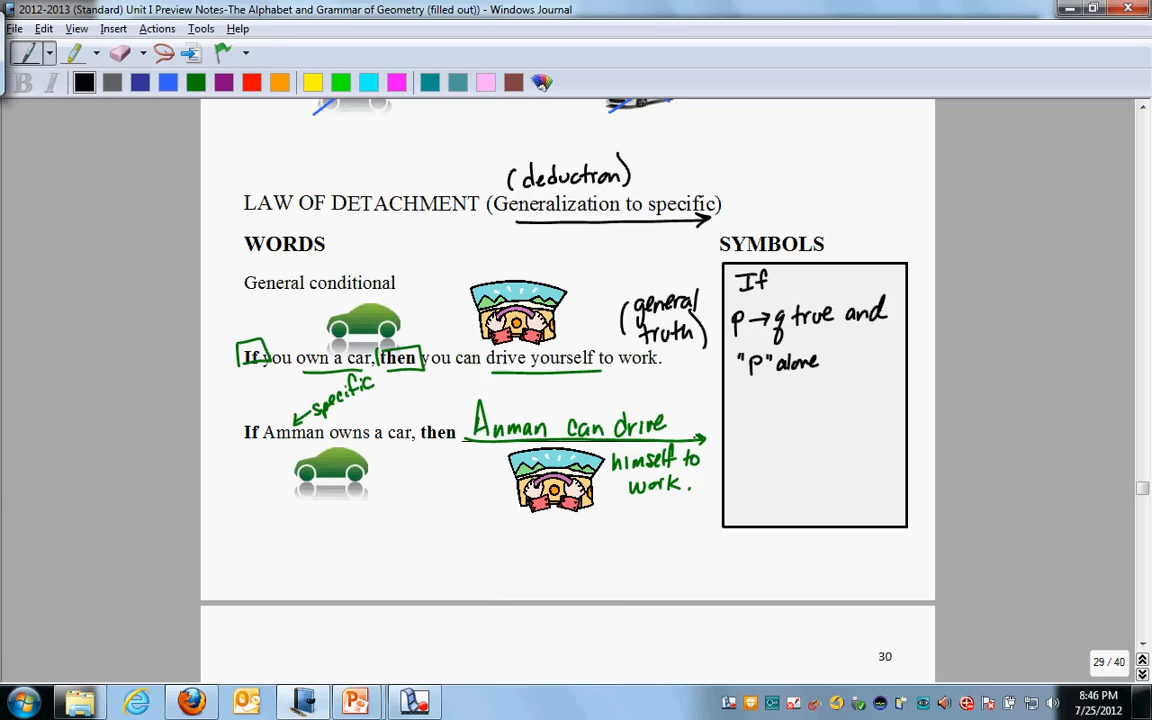 2012-2013 (Standard) Unit I Preview Notes-The Alphabet and Grammar of Geometry (filled out)) - Windows Journal
File Edit View Insert Actions Tools Help
B I
(deduction)
LAW OF DETACHMENT (Generalization to specific)
WORDS
SYMBOLS
General conditional
(general
truth)
If you own a car, then you can drive yourself to work.
specific
If Amman owns a car, then Amman can drive
himself to
work.
If
p→q true and
"p" alone
30
29 / 40
8:46 PM
7/25/2012